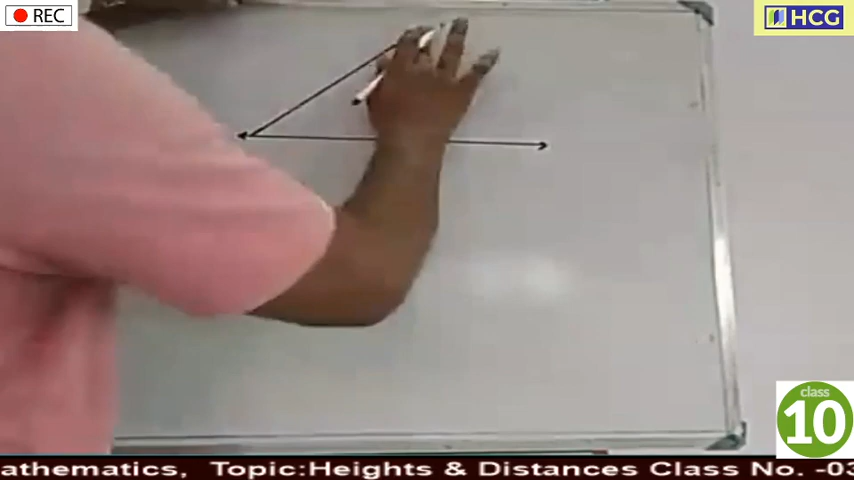 REC
HCG
class
10
athematics, Topic:Heights & Distances Class No. -03